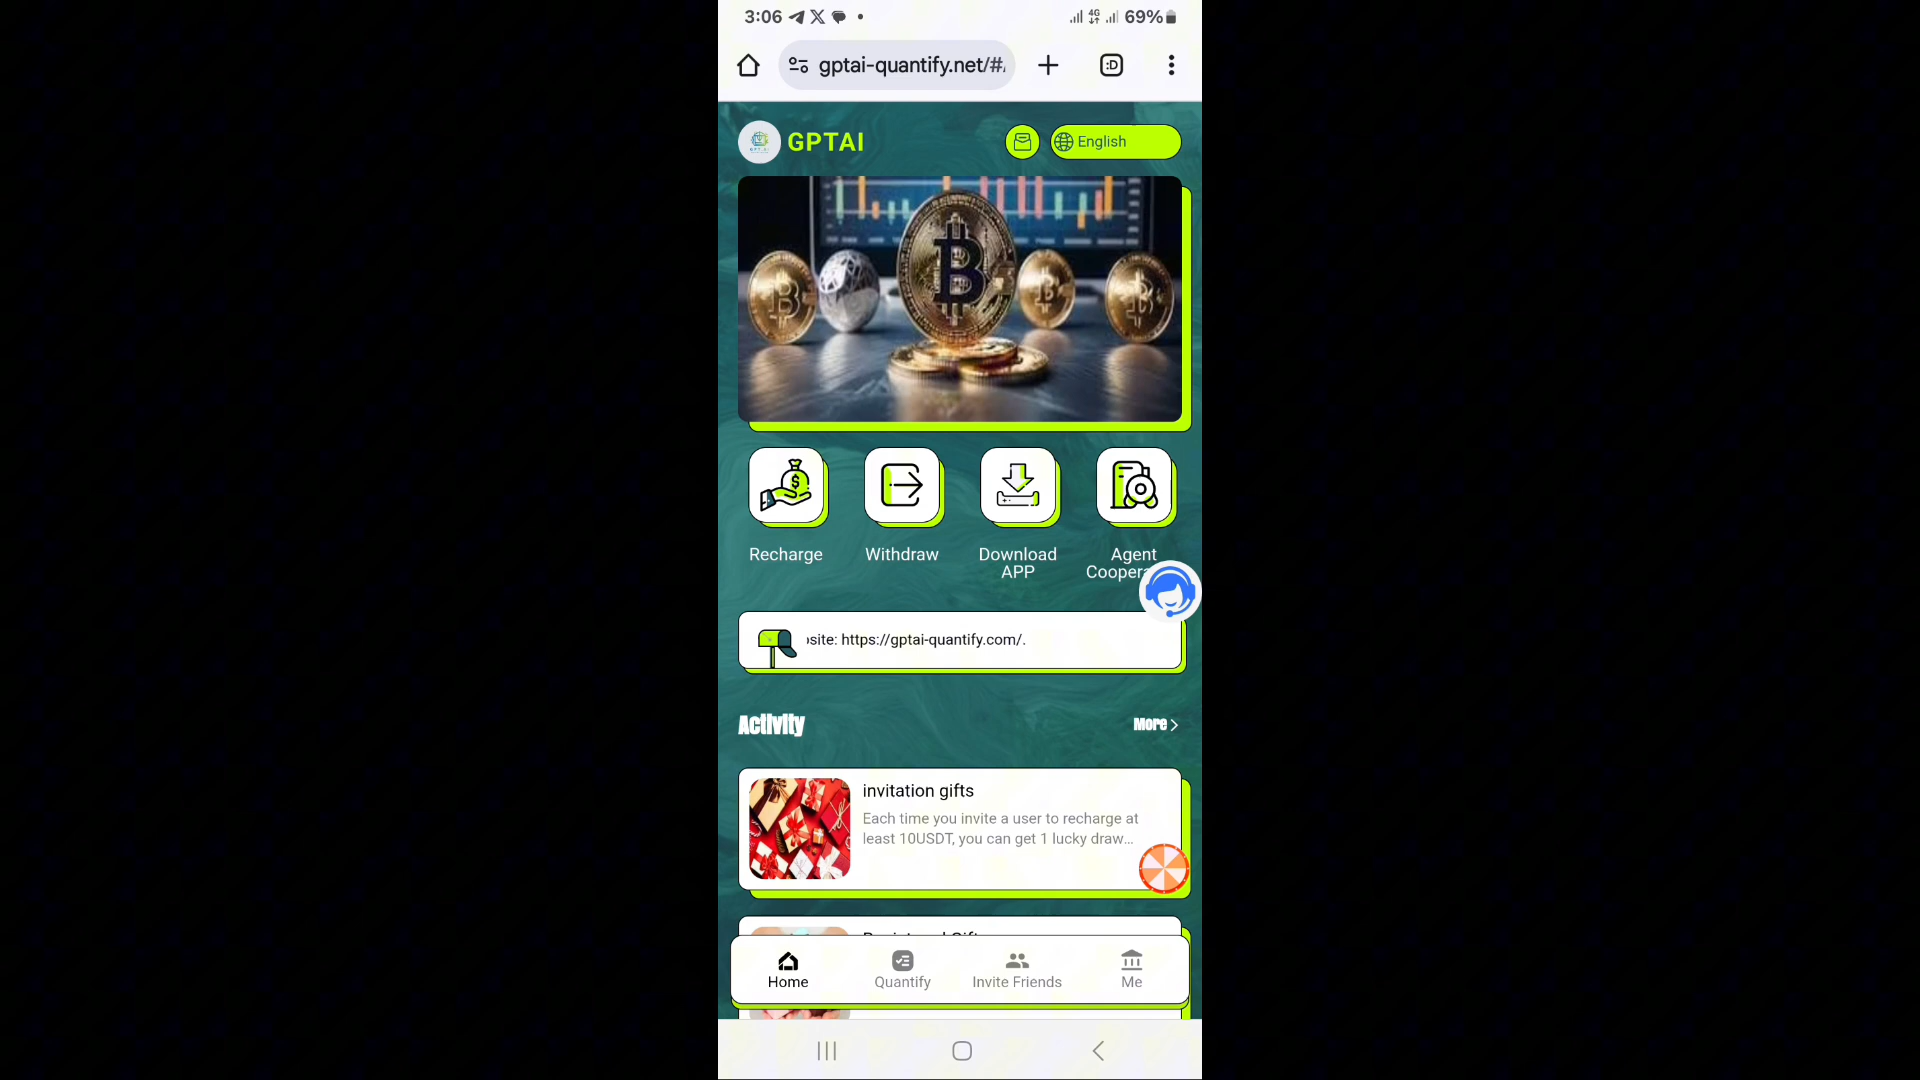 3:06
4G
69%
gptai-quantify.net/#
:D
GPTAI
English
Recharge
Withdraw
Download
APP
Agent
site: https://gptai-quantify.com/.
Activity
More
invitation gifts
Each time you invite a user to recharge at
least 10USDT, you can get 1 lucky draw...
Home
Quantify
Invite Friends
Me